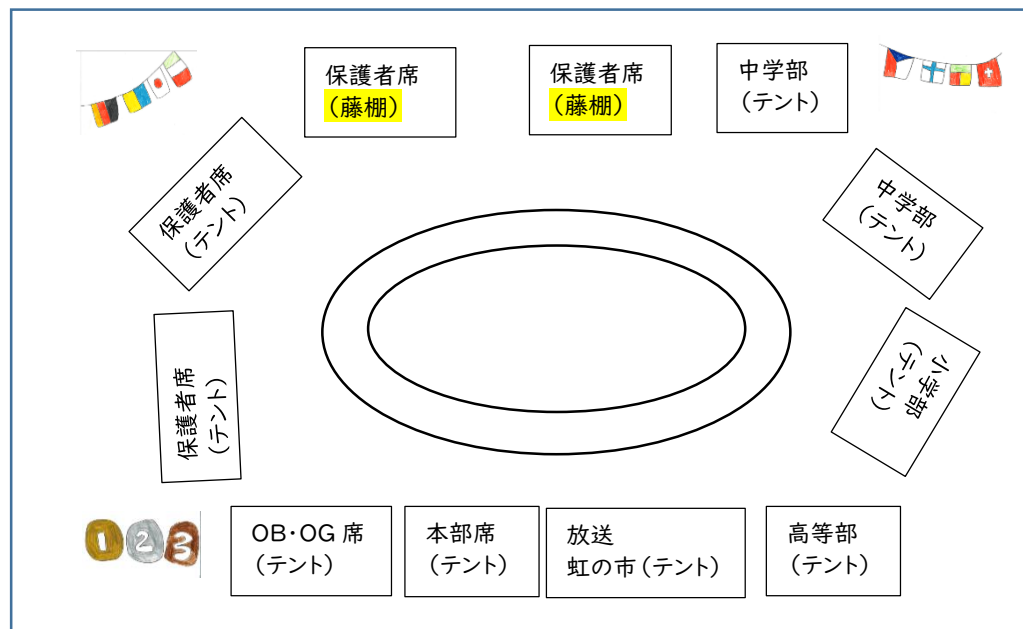 保護者席
(藤棚)
保護者席
(藤棚)
中学部
(テント)
保護者席
(テント)
中学部
(テント)
保護者席
(テント)
小学部
(テント)
1 2 3
OB・OG 席
(テント)
本部席
(テント)
放送
虹の市(テント)
高等部
(テント)